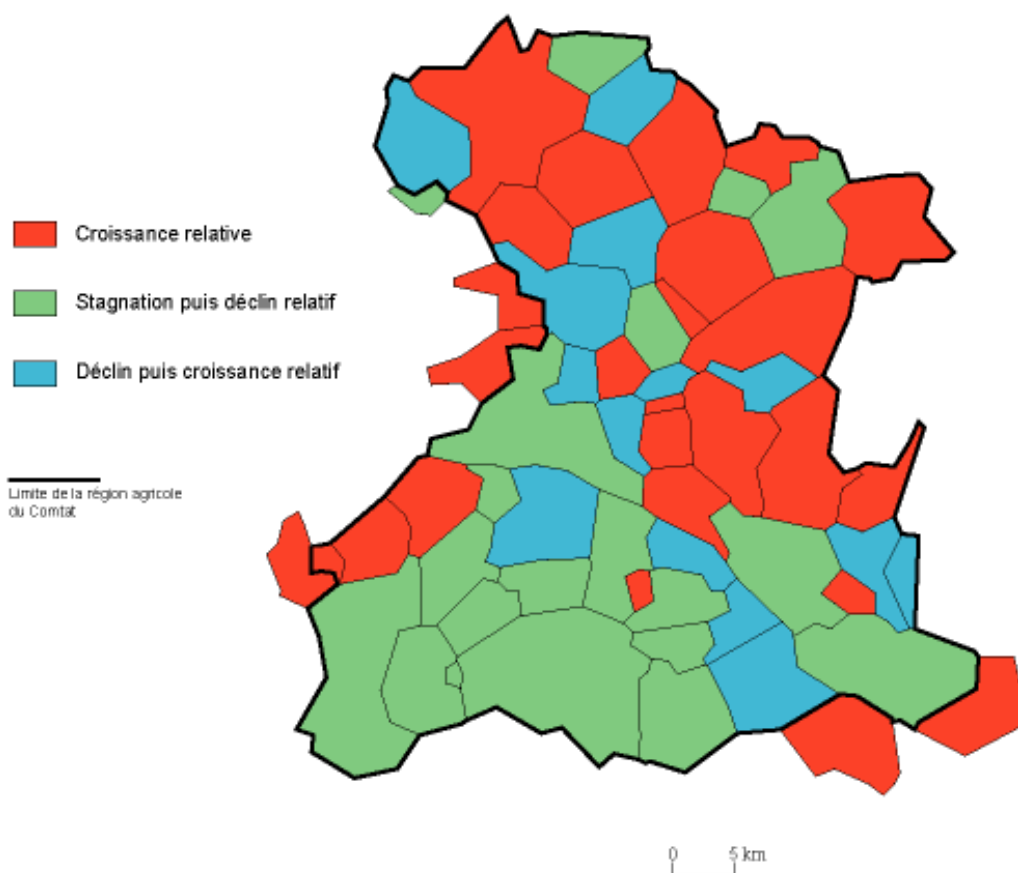 Croissance relative
Stagnation puis déclin relatif
Déclin puis croissance relatif
Limite de la région agricole
du Comtat
0 5 km